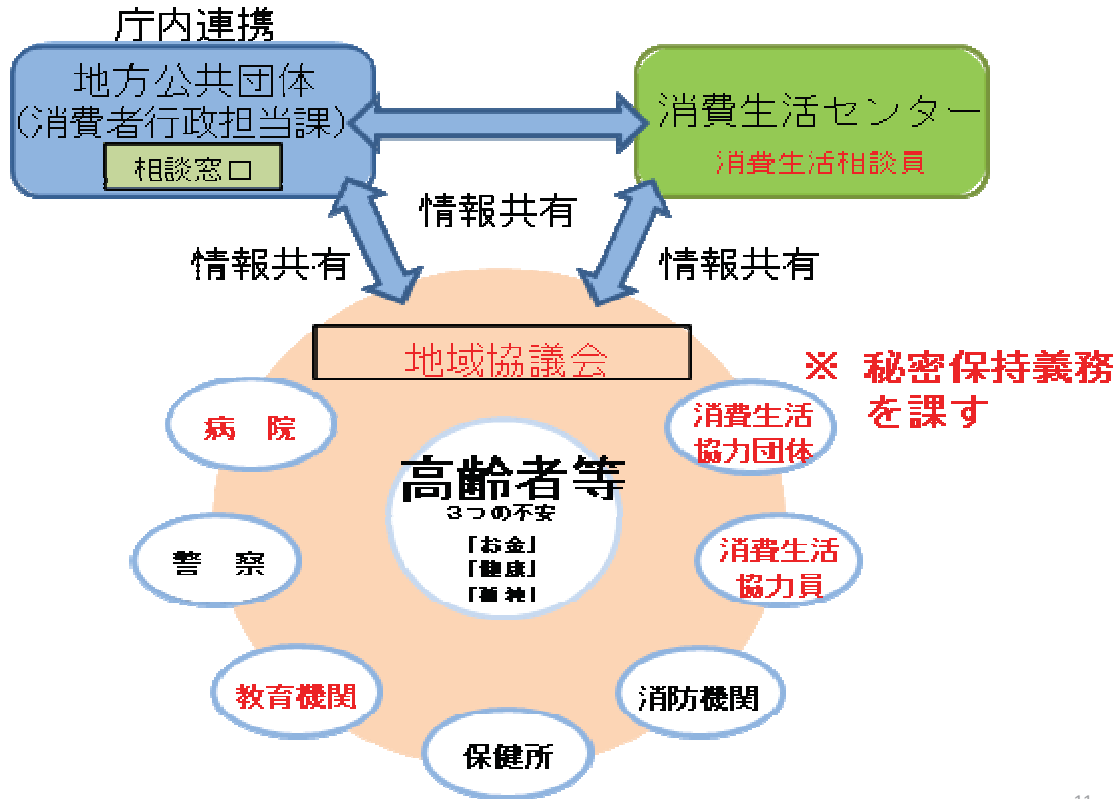 庁内連携
地方公共団体
(消費者行政担当課)
相談窓口
消費生活センター
消費生活相談員
情報共有
情報共有
情報共有
地域協議会
※ 秘密保持義務
を課す
病 院
消費生活
協力団体
高齢者等
3つの不安
「お金」
「健康」
警 察
消費生活
協力員
教育機関
消防機関
保健所
11